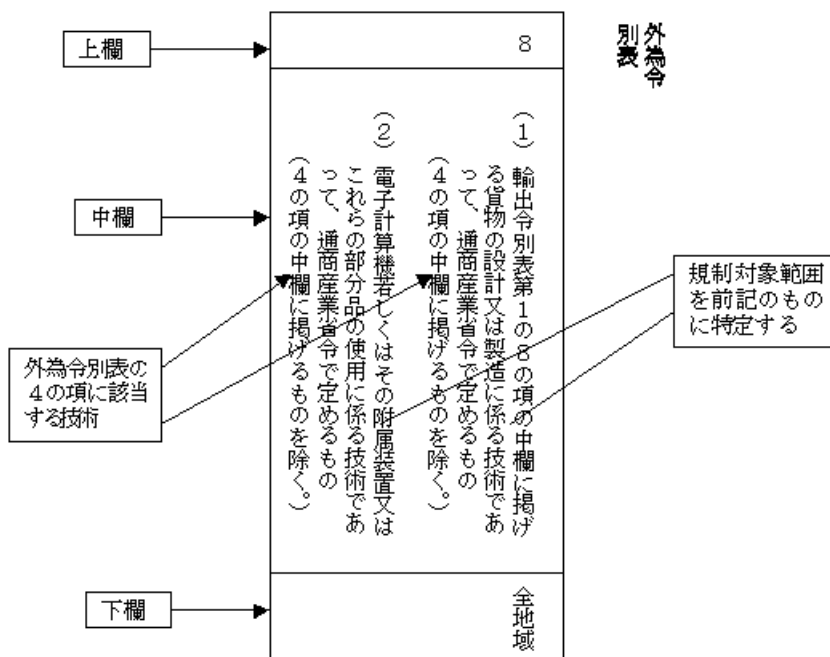 外為令
別表
上欄
8
中欄
(1) 輸出令別表第1の8の項の中欄に掲げ
る貨物の設計又は製造に係る技術であ
って、通商産業省令で定めるもの
(4の項の中欄に掲げるものを除く。)
(2) 電子計算機若しくはその附属装置又は
これらの部分品の使用に係る技術であ
って、通商産業省令で定めるもの
(4の項の中欄に掲げるものを除く。)
規制対象範囲
を前記のもの
に特定する
外為令別表の
4の項に該当
する技術
下欄
全地域